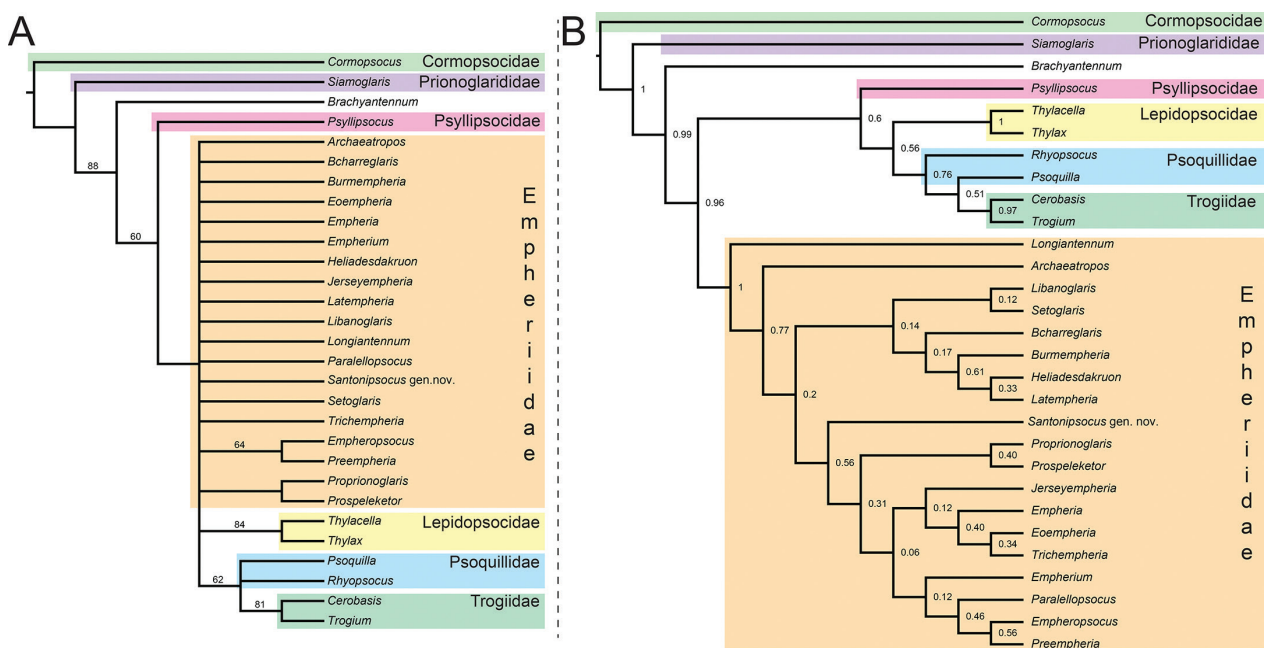 A
Cormopsocus Cormopsocidae
Siamoglaris Prionoglarididae
Brachyantennum
Psyllipsocus Psyllipsocidae
Archaeatropos
Bcharreglaris
Burmempheria
Eoempheria
Empheria
Empherium
Heliadesdakruon
Jerseyempheria
Latempheria
Libanoglaris
Longiantennum
Paralellopsocus
Santonipsocus gen.nov.
Setoglaris
Trichempheria
Empheropsocus
Preempheria
Proprionoglaris
Prospeleketor
Empheriidae
Thylacella Lepidopsocidae
Thylax
Psoquilla Psoquillidae
Rhyopsocus
Cerobasis Trogiidae
Trogium
88
60
64
84
62
81
B
Cormopsocus Cormopsocidae
Siamoglaris Prionoglarididae
Brachyantennum
Psyllipsocus Psyllipsocidae
Thylacella Lepidopsocidae
Thylax
Rhyopsocus Psoquillidae
Psoquilla
Cerobasis Trogiidae
Trogium
Longiantennum
Archaeatropos
Libanoglaris
Setoglaris
Bcharreglaris
Burmempheria
Heliadesdakruon
Latempheria
Santonipsocus gen. nov.
Proprionoglaris
Prospeleketor
Jerseyempheria
Empheria
Eoempheria
Trichempheria
Empherium
Paralellopsocus
Empheropsocus
Preempheria
Empheriidae
1
0.99
0.96
0.6
1
0.56
0.76
0.51
0.97
1
0.77
0.2
0.12
0.14
0.17
0.61
0.33
0.56
0.40
0.31
0.12
0.40
0.34
0.06
0.12
0.46
0.56